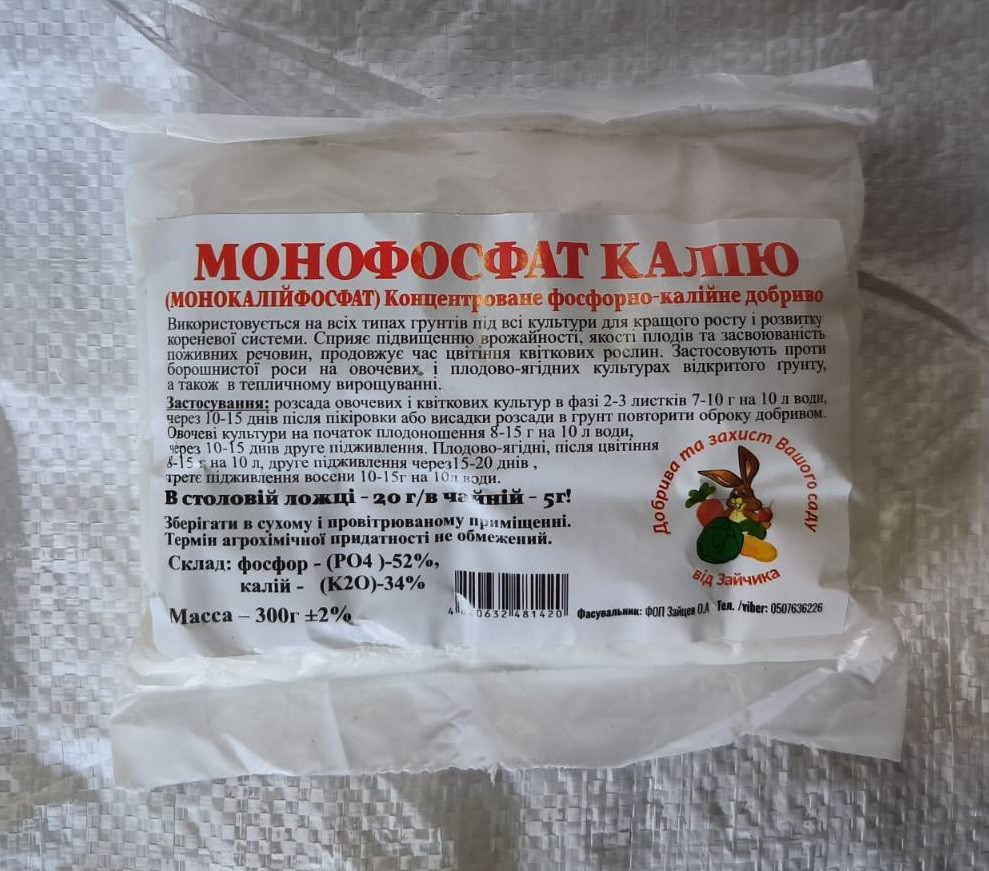 МОНОФОСФАТ КАЛІЮ
(МОНОКАЛІЙФОСФАТ) Концентроване фосфорно-калійне добриво
Використовується на всіх типах грунтів під всі культури для кращого росту і розвитку
кореневої системи. Сприяє підвищенню врожайності, якості плодів та засвоюваність
поживних речовин, продовжує час цвітіння квіткових рослин. Застосовують проти
борошнистої роси на овочевих і плодово-ягідних культурах відкритого грунту,
а також в тепличному вирощуванні.
Застосування: розсада овочевих і квіткових культур в фазі 2-3 листків 7-10 г на 10 л води,
через 10-15 днів після пікіровки або висадки розсади в грунт повторити оброку добривом.
Овочеві культури на початок плодоношення 8-15 г на 10 л води,
через 10-15 днів друге підживлення. Плодово-ягідні, після цвітіння
8-15 г на 10 л, друге підживлення через15-20 днів ,
третє підживлення восени 10-15г на 10л води.
В столовій ложці - 20 г/в чайній - 5г!
Зберігати в сухому і провітрюваному приміщенні.
Термін агрохімічної придатності не обмежений.
Склад: фосфор - (PO4 )-52%,
калій - (K2O)-34%
Масса – 300г ±2%
0632 481420
Фасувальник: ФОП Зайцев О.А Тел. /viber: 0507636226
Добрива та захист Вашого саду
від Зайчика